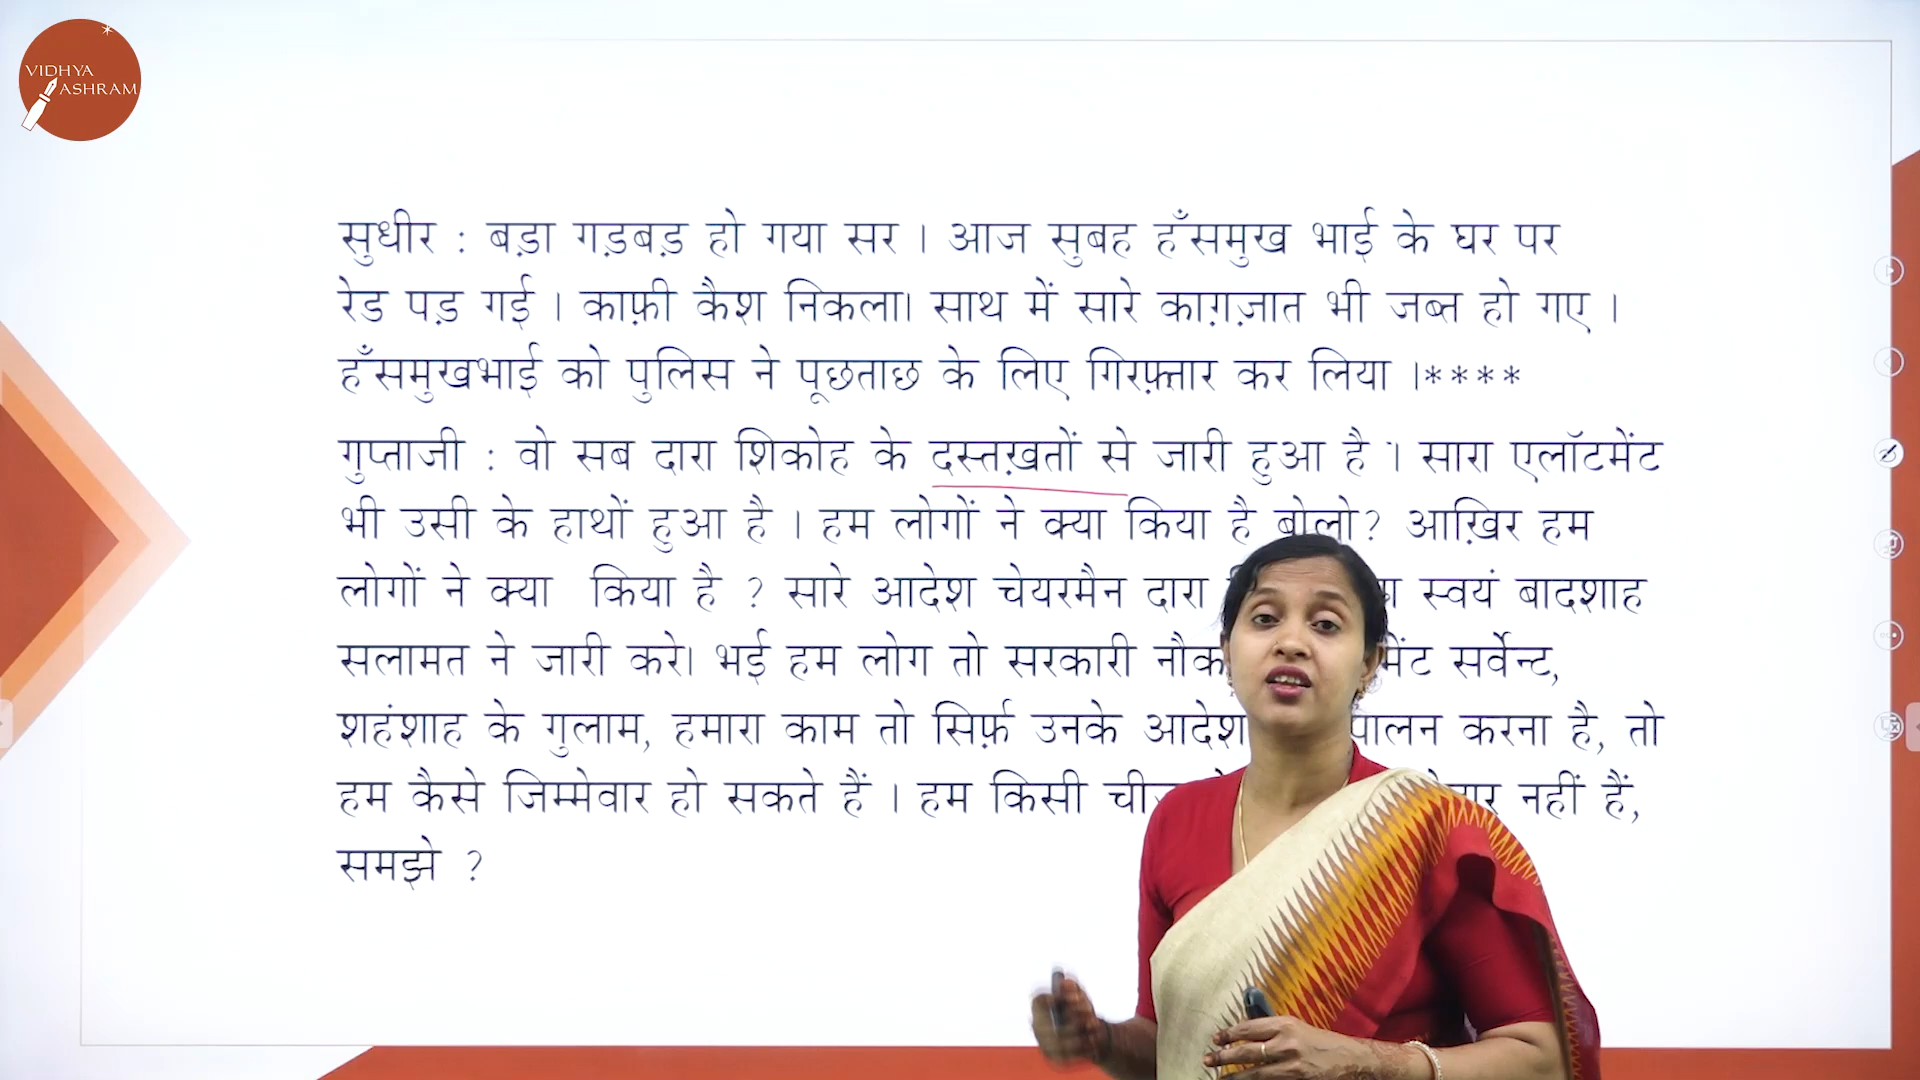 VIDHYA
ASHRAM
सुधीर : बड़ा गड़बड़ हो गया सर । आज सुबह हँसमुख भाई के घर पर
रेड पड़ गई । काफ़ी कैश निकला। साथ में सारे काग़ज़ात भी जब्त हो गए ।
हँसमुखभाई को पुलिस ने पूछताछ के लिए गिरफ़्तार कर लिया ।****
गुप्ताजी : वो सब दारा शिकोह के दस्तख़तों से जारी हुआ है । सारा एलॉटमेंट
भी उसी के हाथों हुआ है । हम लोगों ने क्या किया है बोलो? आख़िर हम
लोगों ने क्या किया है ? सारे आदेश चेयरमैन दारा स्वयं बादशाह
सलामत ने जारी करे। भई हम लोग तो सरकारी सर्वेन्ट,
शहंशाह के गुलाम, हमारा काम तो सिर्फ़ उनके आदेश पालन करना है, तो
हम कैसे जिम्मेवार हो सकते हैं । हम किसी नहीं हैं,
समझे ?